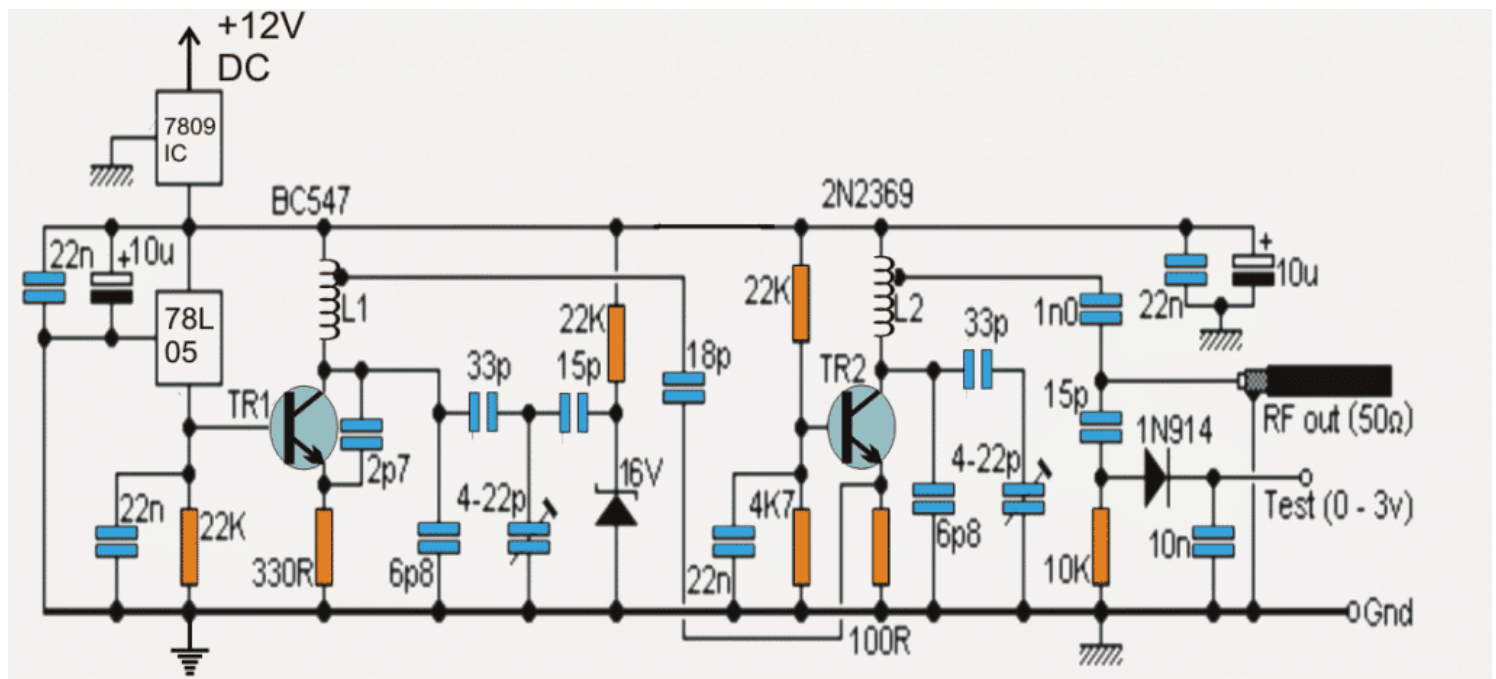 +12V
DC
7809
IC
BC547
2N2369
22n
+
10u
78L
05
L1
22K
18p
22K
L2
33p
1n0
22n
+
10u
33p
15p
TR1
TR2
15p
RF out (50Ω)
1N914
2p7
16V
4-22p
4-22p
Test (0 - 3v)
22n
22K
330R
6p8
22n
4K7
6p8
10K
10n
Gnd
100R